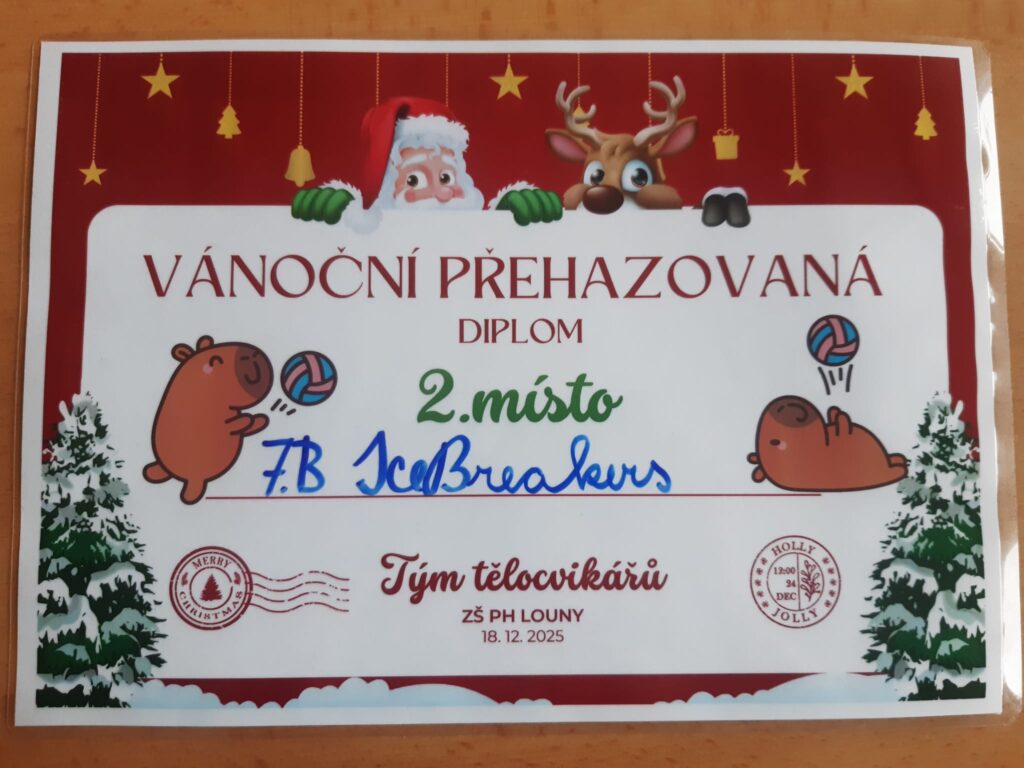 VÁNOČNÍ PŘEHAZOVANÁ
DIPLOM
2.místo
7.B IceBreakers
MERRY
CHRISTMAS
Tým tělocvikářů
ZŠ PH LOUNY
18. 12. 2025
HOLLY
12:00
24
DEC
JOLLY